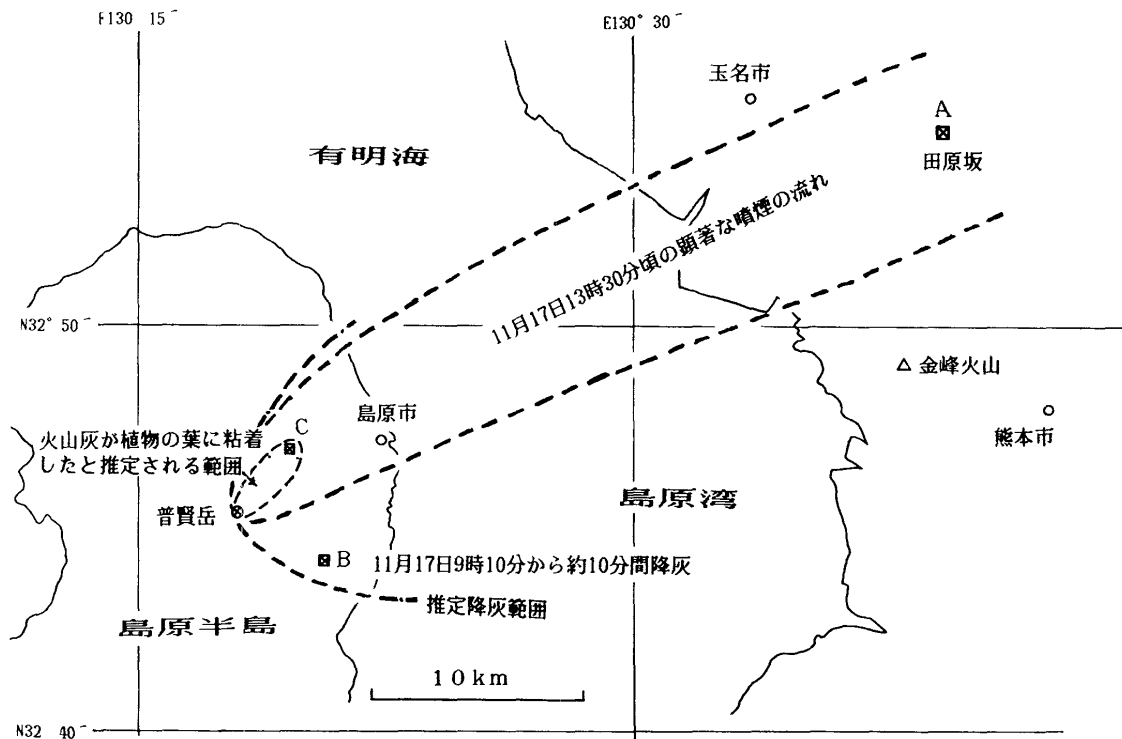 E130 15′
E130° 30′
玉名市
A
田原坂
有明海
11月17日13時30分頃の顕著な噴煙の流れ
N32° 50′
金峰火山
島原市
C
熊本市
火山灰が植物の葉に粘着
したと推定される範囲
島原湾
普賢岳
B
11月17日9時10分から約10分間降灰
推定降灰範囲
島原半島
10km
N32 40′